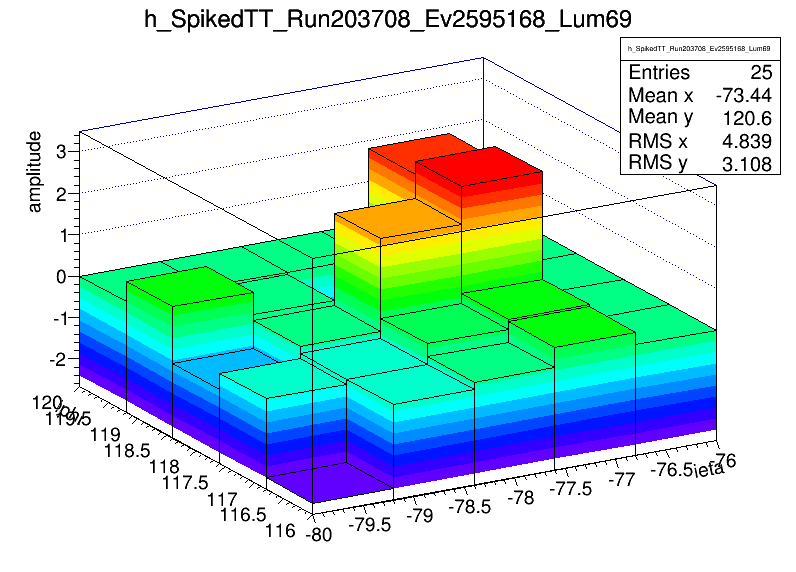 h_SpikedTT_Run203708_Ev2595168_Lum69
h_SpikedTT_Run203708_Ev2595168_Lum69
Entries 25
Mean x -73.44
Mean y 120.6
RMS x 4.839
RMS y 3.108
amplitude
3
2
1
0
-1
-2
120
119.5
119
118.5
118
117.5
117
116.5
116
-80
-79.5
-79
-78.5
-78
-77.5
-77
-76.5
-76
ieta